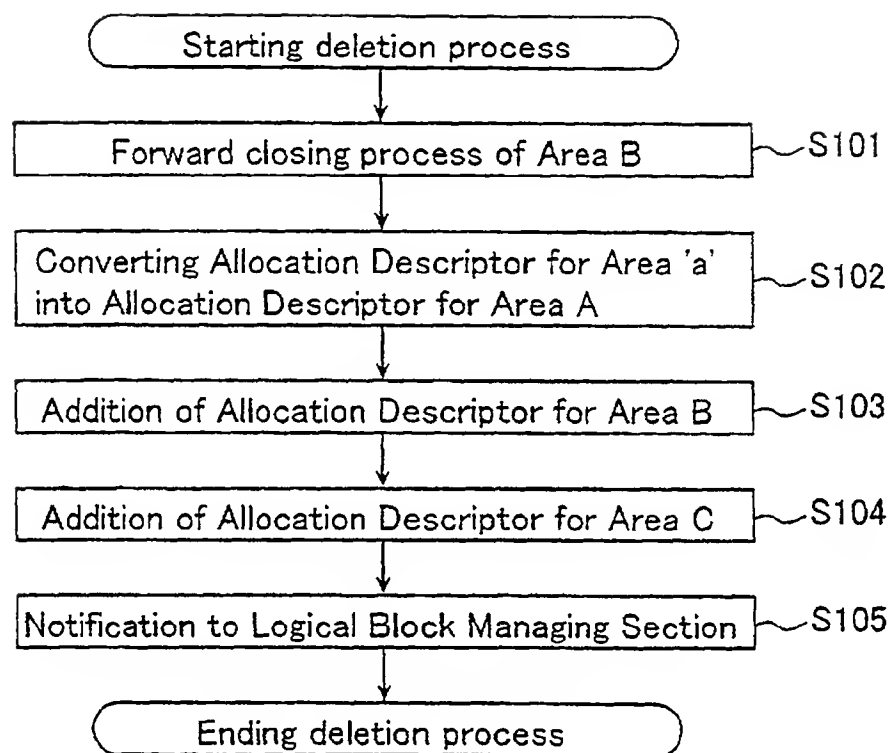 Starting deletion process
Forward closing process of Area B
S101
Converting Allocation Descriptor for Area 'a'
into Allocation Descriptor for Area A
S102
Addition of Allocation Descriptor for Area B
S103
Addition of Allocation Descriptor for Area C
S104
Notification to Logical Block Managing Section
S105
Ending deletion process